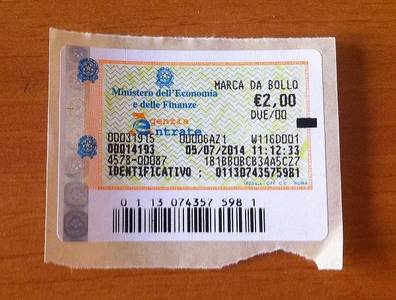 MARCA DA BOLLO
Ministero dell'Economia
e delle Finanze
€2,00
DUE/00
Agenzia
Entrate
00031915 00006AZ1 W116D001
00014193 05/07/2014 11:12:33
4578-00087 181B80BCB34A5C27
IDENTIFICATIVO : 01130743575981
0 1 13 074357 598 1